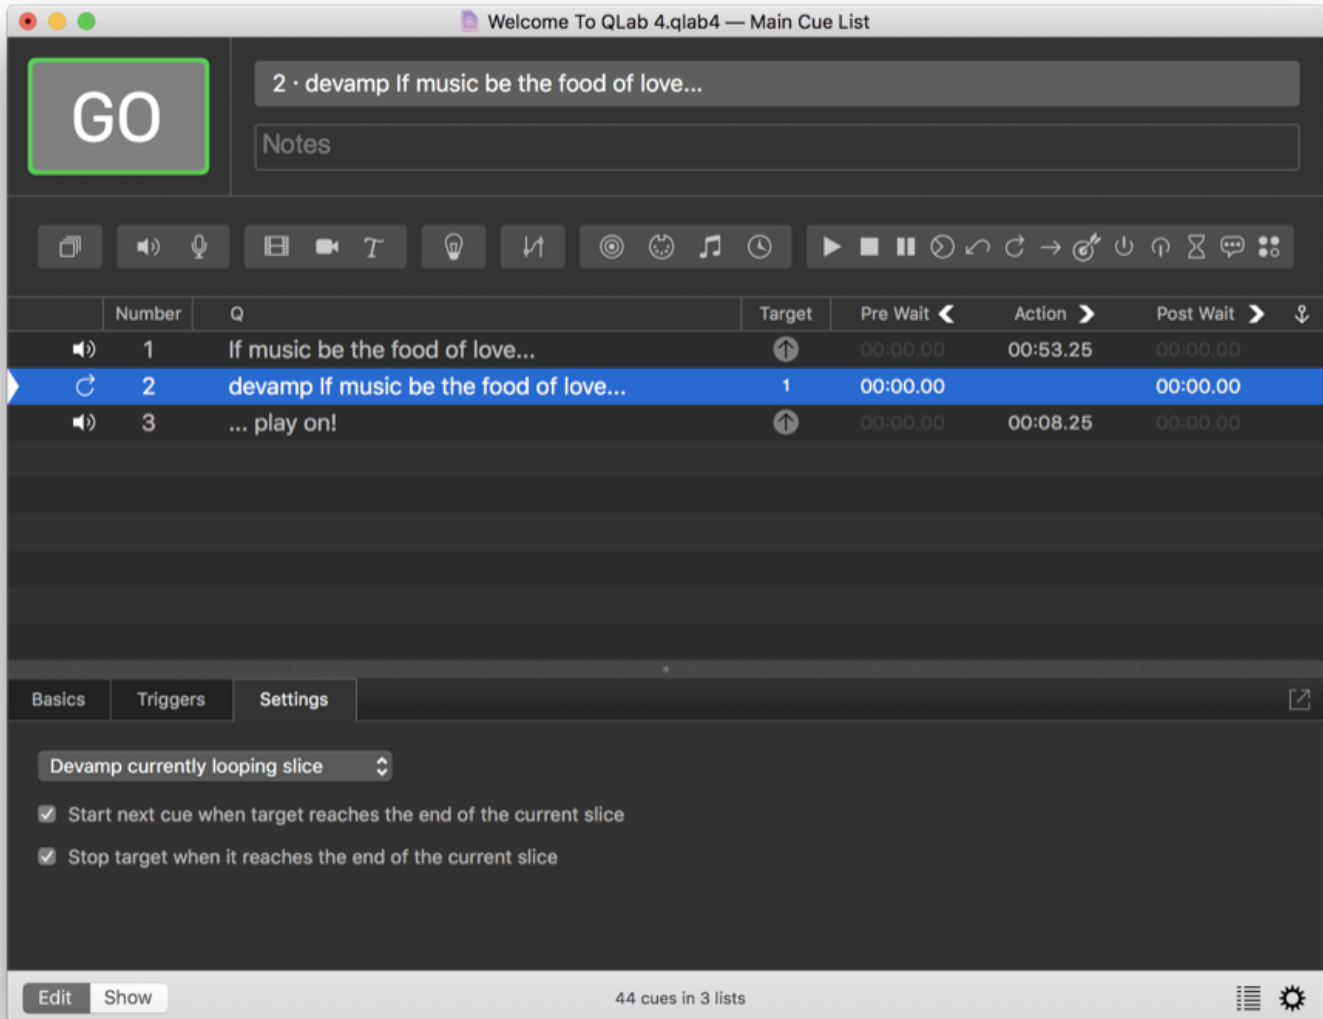 Welcome To QLab 4.qlab4 — Main Cue List
GO
2 · devamp If music be the food of love...
Notes
Number Q Target Pre Wait Action Post Wait
1 If music be the food of love... 00:00.00 00:53.25 00:00.00
2 devamp If music be the food of love... 1 00:00.00 00:00.00
3 ... play on! 00:00.00 00:08.25 00:00.00
Basics Triggers Settings
Devamp currently looping slice
Start next cue when target reaches the end of the current slice
Stop target when it reaches the end of the current slice
Edit Show 44 cues in 3 lists